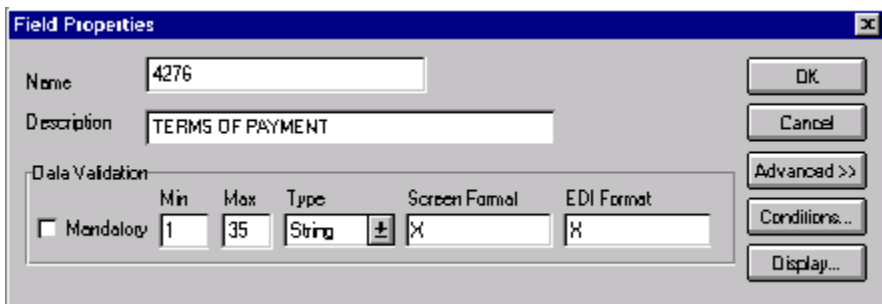 Field Properties
Name 4276
OK
Description TERMS OF PAYMENT
Cancel
Data Validation
Advanced >>
Min Max Type Screen Format EDI Format
Mandatory 1 35 String X X
Conditions...
Display...